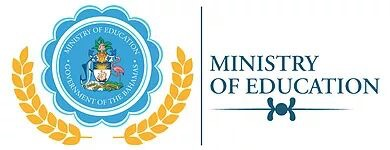 MINISTRY OF EDUCATION
GOVERNMENT OF THE BAHAMAS
MINISTRY
OF EDUCATION